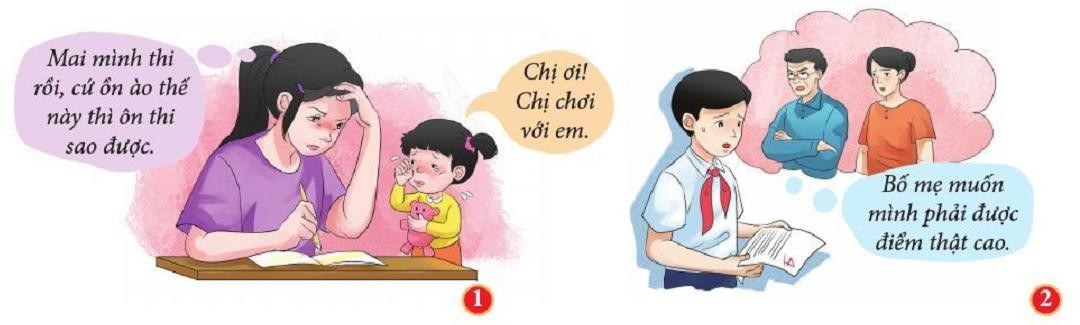 Mai mình thi
rồi, cứ ồn ào thế
này thì ôn thi
sao được.
Chị ơi!
Chị chơi
với em.
1
Bố mẹ muốn
mình phải được
điểm thật cao.
2